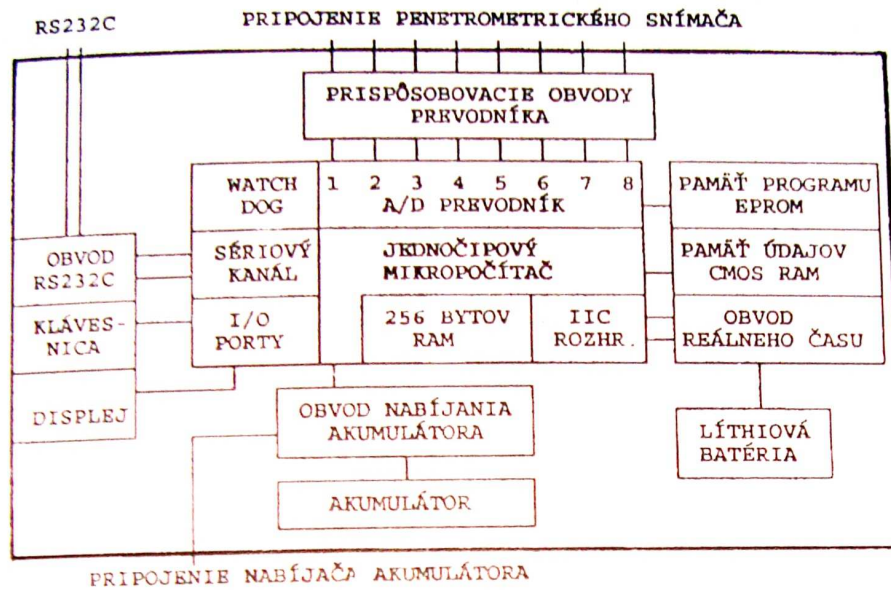 RS232C
PRIPOJENIE PENETROMETRICKÉHO SNÍMAČA
PRISPÔSOBOVACIE OBVODY
PREVODNÍKA
WATCH
DOG
1 2 3 4 5 6 7 8
A/D PREVODNÍK
PAMÄŤ PROGRAMU
EPROM
OBVOD
RS232C
SÉRIOVÝ
KANÁL
JEDNOČIPOVÝ
MIKROPOČÍTAČ
PAMÄŤ ÚDAJOV
CMOS RAM
KLÁVES-
NICA
I/O
PORTY
256 BYTOV
RAM
IIC
ROZHR.
OBVOD
REÁLNEHO ČASU
DISPLEJ
OBVOD NABÍJANIA
AKUMULÁTORA
LÍTHIOVÁ
BATÉRIA
AKUMULÁTOR
PRIPOJENIE NABÍJAČA AKUMULÁTORA